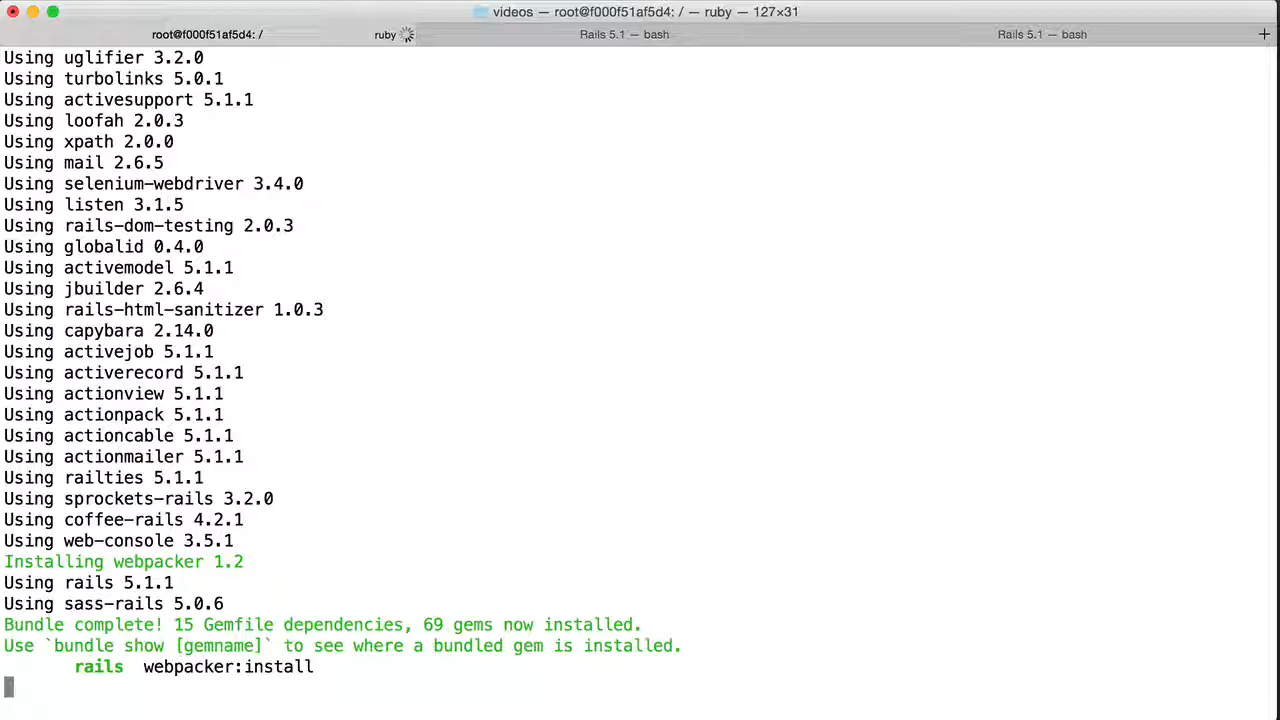 videos — root@f000f51af5d4: / — ruby — 127×31
root@f000f51af5d4: / ruby Rails 5.1 — bash Rails 5.1 — bash +
Using uglifier 3.2.0
Using turbolinks 5.0.1
Using activesupport 5.1.1
Using loofah 2.0.3
Using xpath 2.0.0
Using mail 2.6.5
Using selenium-webdriver 3.4.0
Using listen 3.1.5
Using rails-dom-testing 2.0.3
Using globalid 0.4.0
Using activemodel 5.1.1
Using jbuilder 2.6.4
Using rails-html-sanitizer 1.0.3
Using capybara 2.14.0
Using activejob 5.1.1
Using activerecord 5.1.1
Using actionview 5.1.1
Using actionpack 5.1.1
Using actioncable 5.1.1
Using actionmailer 5.1.1
Using railties 5.1.1
Using sprockets-rails 3.2.0
Using coffee-rails 4.2.1
Using web-console 3.5.1
Installing webpacker 1.2
Using rails 5.1.1
Using sass-rails 5.0.6
Bundle complete! 15 Gemfile dependencies, 69 gems now installed.
Use `bundle show [gemname]` to see where a bundled gem is installed.
rails webpacker:install